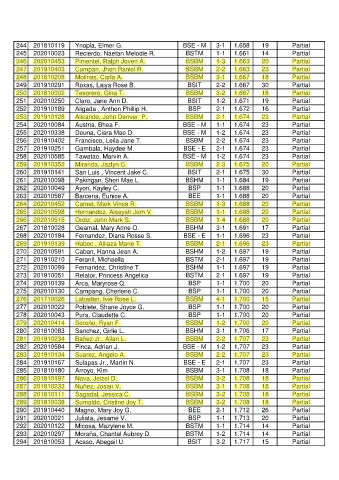 244 201810119 Ynopia, Elmer G. BSE - M 3-1 1.658 19 Partial
245 202010023 Recierdo, Naetan Melodie R. BSTM 1-1 1.661 14 Partial
246 202010453 Pimentel, Ralph Joven A. BSBM 1-3 1.663 20 Partial
247 201910403 Cumpan, Jhon Raniel R. BSBM 2-2 1.663 23 Partial
248 201810208 Molinas, Carla A. BSBM 3-1 1.667 18 Partial
249 201910291 Roxas, Laiya Rose B. BSIT 2-2 1.667 30 Partial
250 201810002 Tesorero, Gina T. BSBM 3-2 1.667 18 Partial
251 202010250 Claro, Jane Ann D. BSIT 1-2 1.671 19 Partial
252 201910189 Aligada, Anthon Phillip H. BSP 2-1 1.672 16 Partial
253 201910128 Alicando, John Denver P. BSBM 2-1 1.674 23 Partial
254 202010084 Austria, Rhea F. BSE - M 1-1 1.674 23 Partial
255 202010338 Deuna, Ciara Mae D. BSE - M 1-2 1.674 23 Partial
256 201910402 Francisco, Leila Jane T. BSBM 2-2 1.674 23 Partial
257 201910251 Gambala, Haydee M. BSE - E 2-1 1.674 23 Partial
258 202010085 Tawatao, Marvin A. BSE - M 1-2 1.674 23 Partial
259 201910352 Miranda, Jazlyn C. BSBM 2-3 1.675 20 Partial
260 201910141 San Luis, Vincent Jake C. BSIT 2-1 1.675 30 Partial
261 202010098 Pakingan, Sheri Mae L. BSHM 1-1 1.684 19 Partial
262 202010049 Ayon, Kayley C. BSP 1-1 1.688 20 Partial
263 202010587 Barcena, Eunice A. BEE 1-1 1.688 20 Partial
264 202010452 Camet, Mark Vince R. BSBM 1-3 1.688 20 Partial
265 202010598 Hernandez, Aisayah Jem V. BSBM 1-1 1.688 20 Partial
266 202010515 Ordiz, John Mark S. BSBM 1-4 1.688 20 Partial
267 201810028 Geamal, Mary Anne O. BSHM 3-1 1.691 17 Partial
268 202010184 Fernandez, Diana Rosse S. BSE - E 1-1 1.696 23 Partial
269 201910139 Haboc, Alliaza Marie T. BSBM 2-1 1.696 23 Partial
270 202010591 Caban, Hanna Jean A. BSHM 1-2 1.697 19 Partial
271 201910210 Feranil, Michaella BSTM 2-1 1.697 19 Partial
272 202010099 Fernandez, Christine T. BSHM 1-1 1.697 19 Partial
273 201910051 Relator, Princess Angelica BSTM 2-1 1.697 19 Partial
274 202010139 Arca, Maryrose Q. BSP 1-1 1.700 20 Partial
275 202010130 Campang, Cherlene C. BSP 1-1 1.700 20 Partial
276 201710026 Labadan, Ivie Rose L. BSBM 4-1 1.700 15 Partial
277 202010022 Poblete, Shane Joyce G. BSP 1-1 1.700 20 Partial
278 202010043 Pura, Claudette C. BSP 1-1 1.700 20 Partial
279 202010414 Sereño, Ryan F. BSBM 1-2 1.700 20 Partial
280 201810083 Sanchez, Girlie L. BSHM 3-1 1.706 17 Partial
281 201910234 Bañez Jr., Allan L. BSBM 2-2 1.707 23 Partial
282 202010584 Pinca, Adrian J. BSE - M 1-2 1.707 23 Partial
283 201910134 Suarez, Angelo A. BSBM 2-2 1.707 23 Partial
284 201910167 Sulapas Jr., Martin N. BSE - E 2-1 1.707 23 Partial
285 201810180 Arroyo, Kim BSBM 3-1 1.708 18 Partial
286 201810197 Nava, Jeizel D. BSBM 3-2 1.708 18 Partial
287 201810233 Nuñez, Josan V. BSBM 3-1 1.708 18 Partial
288 201810111 Sagadal, Jessica C. BSBM 3-2 1.708 18 Partial
289 201810038 Sumalde, Cristine Joy T. BSBM 3-2 1.708 18 Partial
290 201910440 Magno, Mary Joy G. BEE 2-1 1.712 26 Partial
291 202010021 Julista, Jesame V. BSP 1-1 1.713 20 Partial
292 202010122 Micosa, Mazylene M. BSTM 1-1 1.714 14 Partial
293 202010297 Moraña, Chantal Aubrey D. BSTM 1-2 1.714 14 Partial
294 201810053 Acaso, Abegail U. BSIT 3-2 1.717 15 Partial